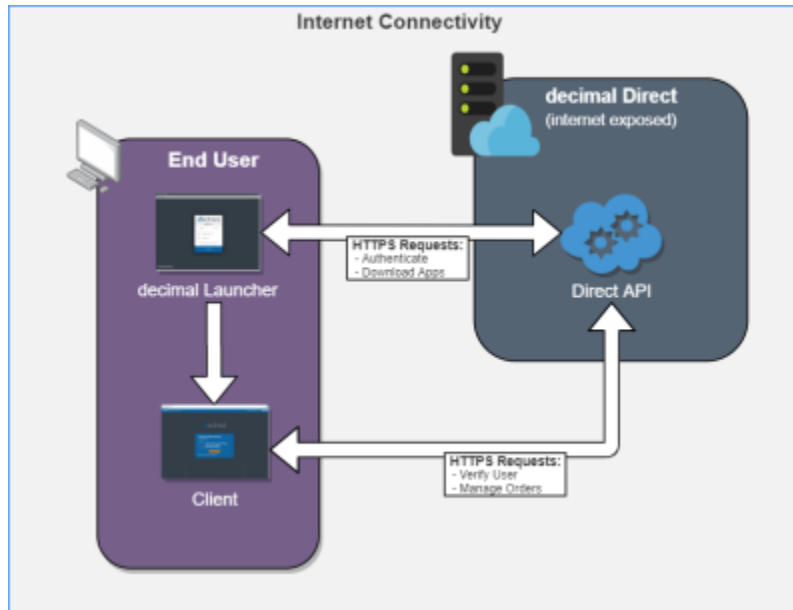 Internet Connectivity
decimal Direct
(internet exposed)
End User
HTTPS Requests:
- Authenticate
- Download Apps
decimal Launcher
Direct API
HTTPS Requests:
- Verify User
- Manage Orders
Client